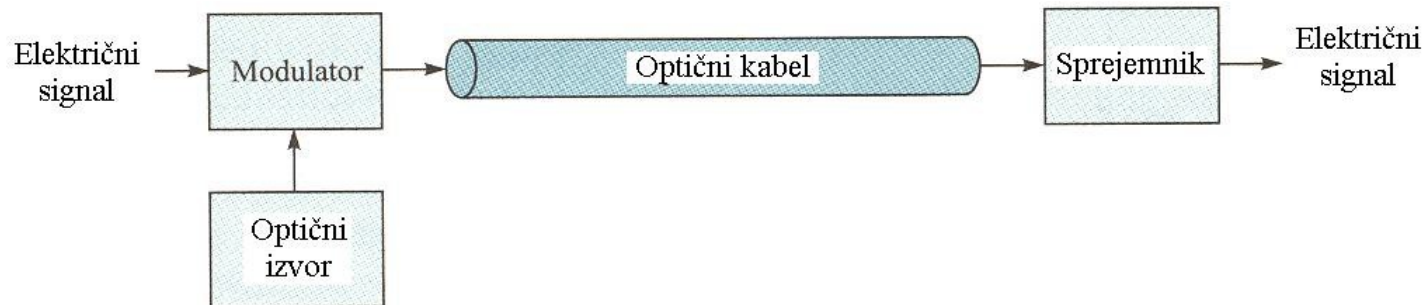 Električni
signal
Modulator
Optični kabel
Sprejemnik
Električni
signal
Optični
izvor